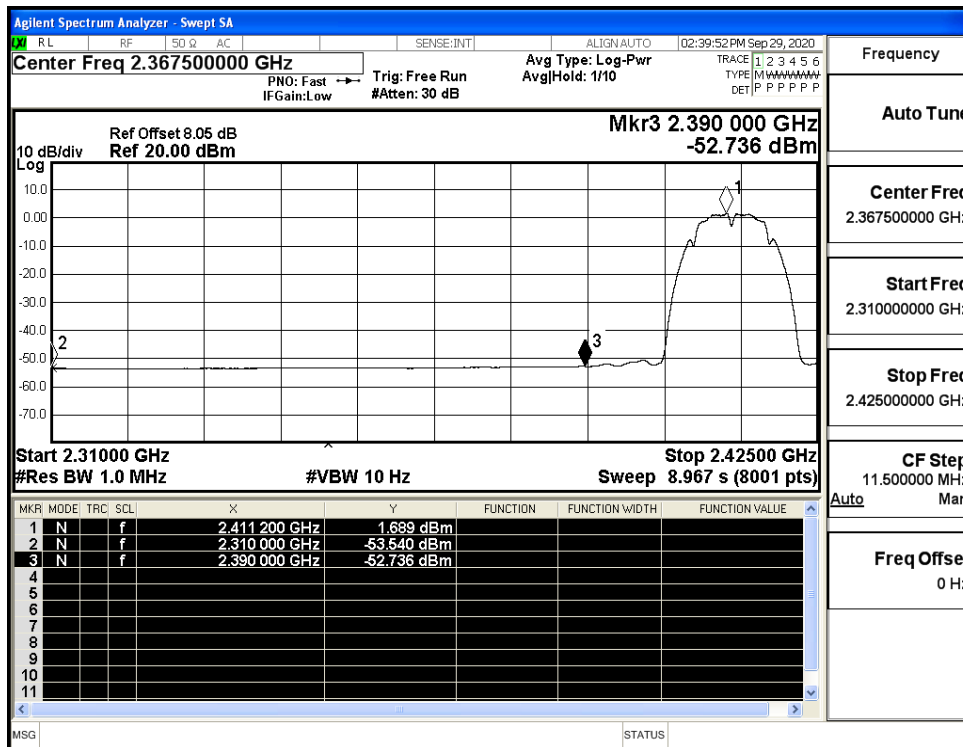 Agilent Spectrum Analyzer - Swept SA
LXI RL RF 50 Ω AC SENSE:INT ALIGNAUTO 02:39:52 PM Sep 29, 2020
Center Freq 2.367500000 GHz
PNO: Fast
IFGain:Low
Trig: Free Run
#Atten: 30 dB
Avg Type: Log-Pwr
Avg|Hold: 1/10
TRACE 1 2 3 4 5 6
TYPE MWWWWW
DET P P P P P P
Ref Offset 8.05 dB
Ref 20.00 dBm
10 dB/div
Log
Mkr3 2.390 000 GHz
-52.736 dBm
10.0
0.00
-10.0
-20.0
-30.0
-40.0
-50.0
-60.0
-70.0
1
2
3
Start 2.31000 GHz Stop 2.42500 GHz
#Res BW 1.0 MHz #VBW 10 Hz Sweep 8.967 s (8001 pts)
MKR MODE TRC SCL X Y FUNCTION FUNCTION WIDTH FUNCTION VALUE
1 N f 2.411 200 GHz 1.689 dBm
2 N f 2.310 000 GHz -53.540 dBm
3 N f 2.390 000 GHz -52.736 dBm
4
5
6
7
8
9
10
11
MSG STATUS
Frequency
Auto Tune
Center Freq
2.367500000 GHz
Start Freq
2.310000000 GHz
Stop Freq
2.425000000 GHz
CF Step
11.500000 MHz
Auto Man
Freq Offset
0 Hz